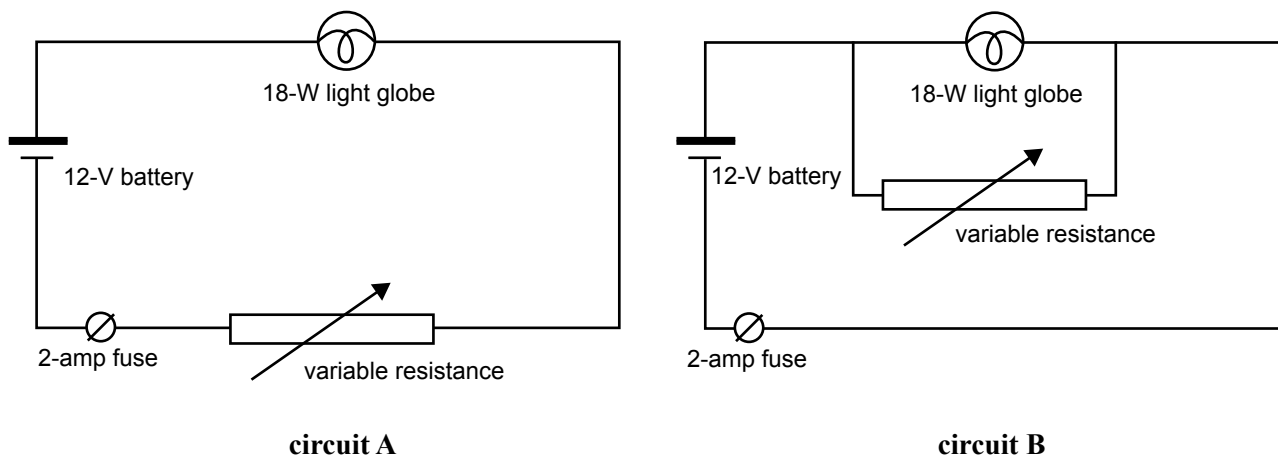 18-W light globe
12-V battery
2-amp fuse
variable resistance
circuit A
18-W light globe
12-V battery
variable resistance
2-amp fuse
circuit B